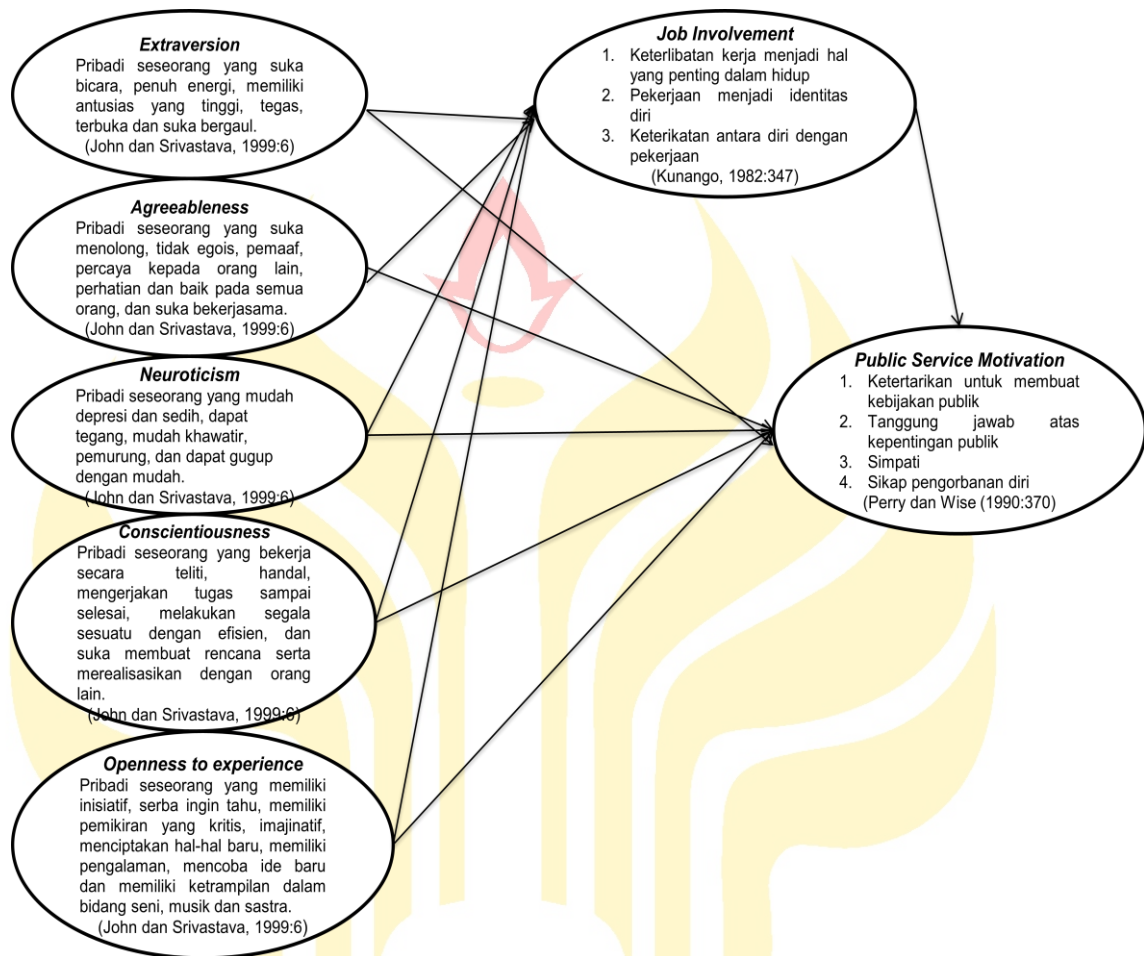 Extraversion
Pribadi seseorang yang suka
bicara, penuh energi, memiliki
antusias yang tinggi, tegas,
terbuka dan suka bergaul.
(John dan Srivastava, 1999:6)
Agreeableness
Pribadi seseorang yang suka
menolong, tidak egois, pemaaf,
percaya kepada orang lain,
perhatian dan baik pada semua
orang, dan suka bekerjasama.
(John dan Srivastava, 1999:6)
Neuroticism
Pribadi seseorang yang mudah
depresi dan sedih, dapat
tegang, mudah khawatir,
pemurung, dan dapat gugup
dengan mudah.
(John dan Srivastava, 1999:6)
Conscientiousness
Pribadi seseorang yang bekerja
secara teliti, handal,
mengerjakan tugas sampai
selesai, melakukan segala
sesuatu dengan efisien, dan
suka membuat rencana serta
merealisasikan dengan orang
lain.
(John dan Srivastava, 1999:6)
Openness to experience
Pribadi seseorang yang memiliki
inisiatif, serba ingin tahu, memiliki
pemikiran yang kritis, imajinatif,
menciptakan hal-hal baru, memiliki
pengalaman, mencoba ide baru
dan memiliki ketrampilan dalam
bidang seni, musik dan sastra.
(John dan Srivastava, 1999:6)
Job Involvement
1. Keterlibatan kerja menjadi hal
yang penting dalam hidup
2. Pekerjaan menjadi identitas
diri
3. Keterikatan antara diri dengan
pekerjaan
(Kunango, 1982:347)
Public Service Motivation
1. Ketertarikan untuk membuat
kebijakan publik
2. Tanggung jawab atas
kepentingan publik
3. Simpati
4. Sikap pengorbanan diri
(Perry dan Wise (1990:370)